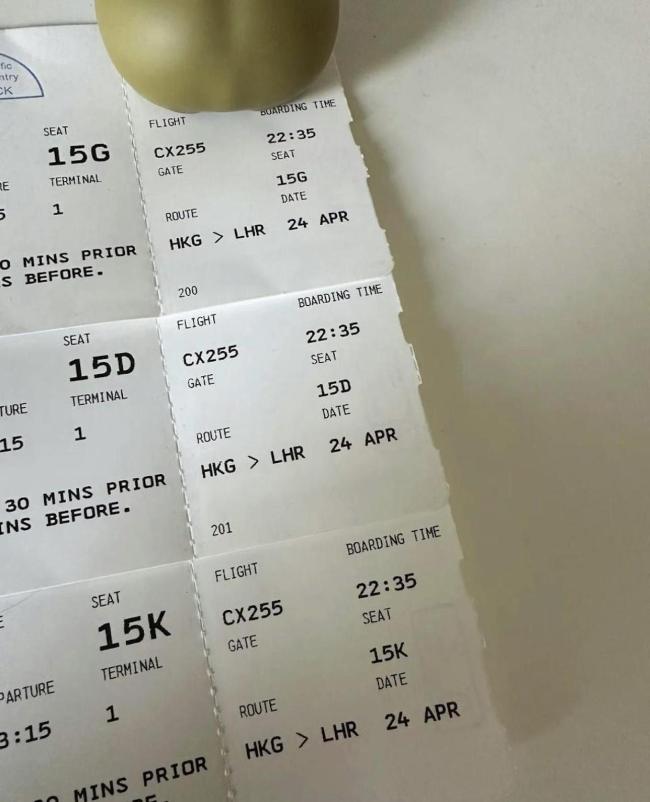 SEAT
15G
TERMINAL
1
MINS PRIOR
BEFORE.
FLIGHT
BOARDING TIME
CX255
22:35
GATE
SEAT
15G
ROUTE
DATE
HKG > LHR 24 APR
200
SEAT
15D
TERMINAL
15
1
30 MINS PRIOR
BEFORE.
FLIGHT
BOARDING TIME
CX255
22:35
GATE
SEAT
15D
ROUTE
DATE
HKG > LHR 24 APR
201
SEAT
15K
TERMINAL
3:15
1
MINS PRIOR
FLIGHT
BOARDING TIME
CX255
22:35
GATE
SEAT
15K
ROUTE
DATE
HKG > LHR 24 APR